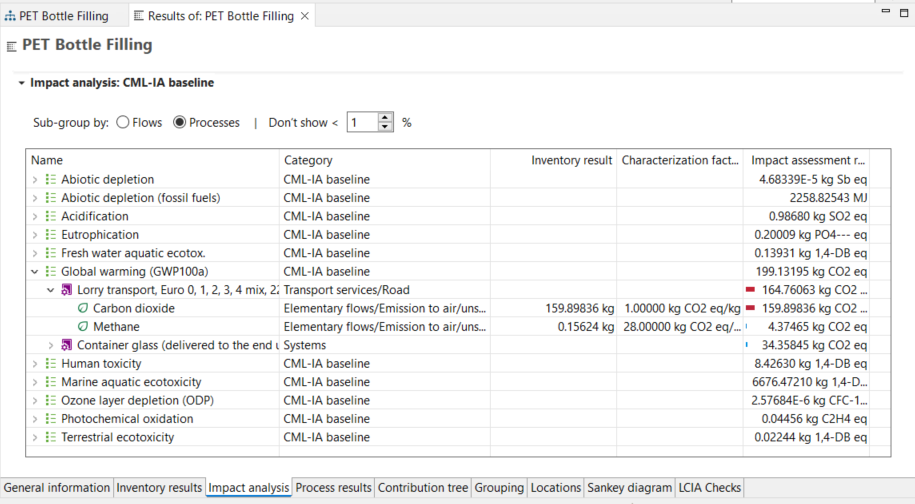 PET Bottle Filling Results of: PET Bottle Filling
PET Bottle Filling
Impact analysis: CML-IA baseline
Sub-group by: Flows Processes | Don't show < 1 %
Name Category Inventory result Characterization fact... Impact assessment r...
Abiotic depletion CML-IA baseline 4.68339E-5 kg Sb eq
Abiotic depletion (fossil fuels) CML-IA baseline 2258.82543 MJ
Acidification CML-IA baseline 0.98680 kg SO2 eq
Eutrophication CML-IA baseline 0.20009 kg PO4--- eq
Fresh water aquatic ecotox. CML-IA baseline 0.13931 kg 1,4-DB eq
Global warming (GWP100a) CML-IA baseline 199.13195 kg CO2 eq
Lorry transport, Euro 0, 1, 2, 3, 4 mix, 22 Transport services/Road 164.76063 kg CO2 ...
Carbon dioxide Elementary flows/Emission to air/uns... 159.89836 kg 1.00000 kg CO2 eq/kg 159.89836 kg CO2 ...
Methane Elementary flows/Emission to air/uns... 0.15624 kg 28.00000 kg CO2 eq/... 4.37465 kg CO2 eq
Container glass (delivered to the end u Systems 34.35845 kg CO2 eq
Human toxicity CML-IA baseline 8.42630 kg 1,4-DB eq
Marine aquatic ecotoxicity CML-IA baseline 6676.47210 kg 1,4-D...
Ozone layer depletion (ODP) CML-IA baseline 2.57684E-6 kg CFC-1...
Photochemical oxidation CML-IA baseline 0.04456 kg C2H4 eq
Terrestrial ecotoxicity CML-IA baseline 0.02244 kg 1,4-DB eq
General information Inventory results Impact analysis Process results Contribution tree Grouping Locations Sankey diagram LCIA Checks